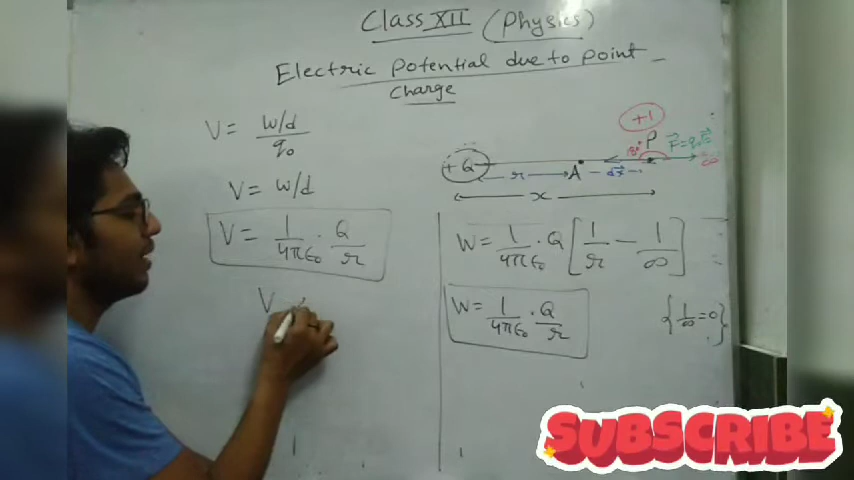 Class XII (Physics)
Electric Potential due to point
charge
V = W/d / q₀
V = W/d
V = 1/4πε₀ · Q/r
V
+1
P
+Q
r
A
x
∞
W = 1/4πε₀ · Q [1/r − 1/∞]
W = 1/4πε₀ · Q/r
{1/∞ = 0}
SUBSCRIBE